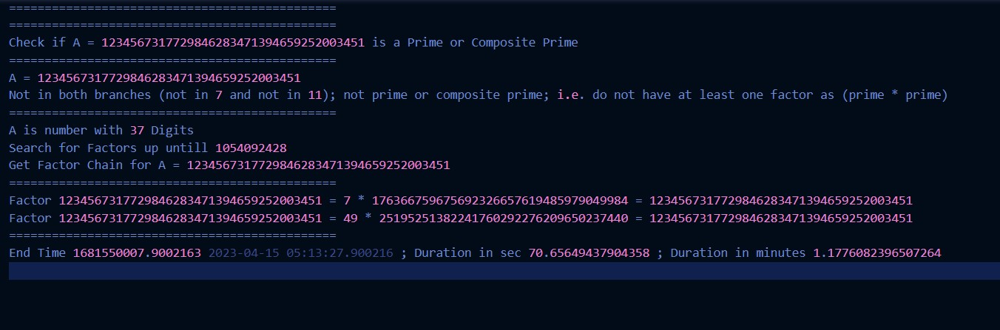 ==============================================
==============================================
Check if A = 1234567317729846283471394659252003451 is a Prime or Composite Prime
==============================================
A = 1234567317729846283471394659252003451
Not in both branches (not in 7 and not in 11); not prime or composite prime; i.e. do not have at least one factor as (prime * prime)
==============================================
A is number with 37 Digits
Search for Factors up untill 1054092428
Get Factor Chain for A = 1234567317729846283471394659252003451
==============================================
Factor 1234567317729846283471394659252003451 = 7 * 176366759675692326657619485979049984 = 1234567317729846283471394659252003451
Factor 1234567317729846283471394659252003451 = 49 * 25195251382241760292276209650237440 = 1234567317729846283471394659252003451
==============================================
End Time 1681550007.9002163 2023-04-15 05:13:27.900216 ; Duration in sec 70.65649437904358 ; Duration in minutes 1.1776082396507264